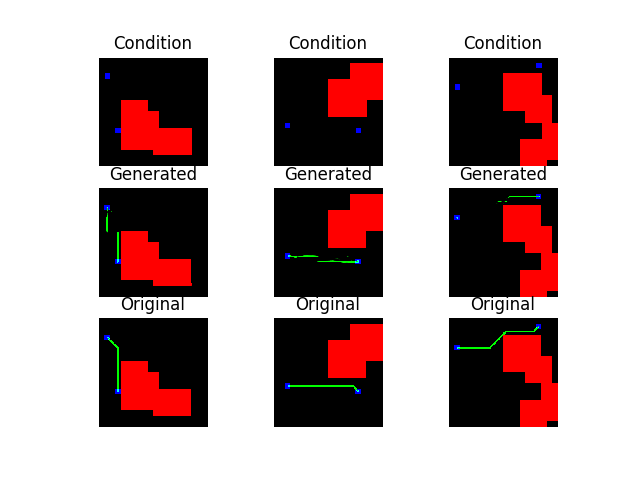 Condition
Condition
Condition
Generated
Generated
Generated
Original
Original
Original